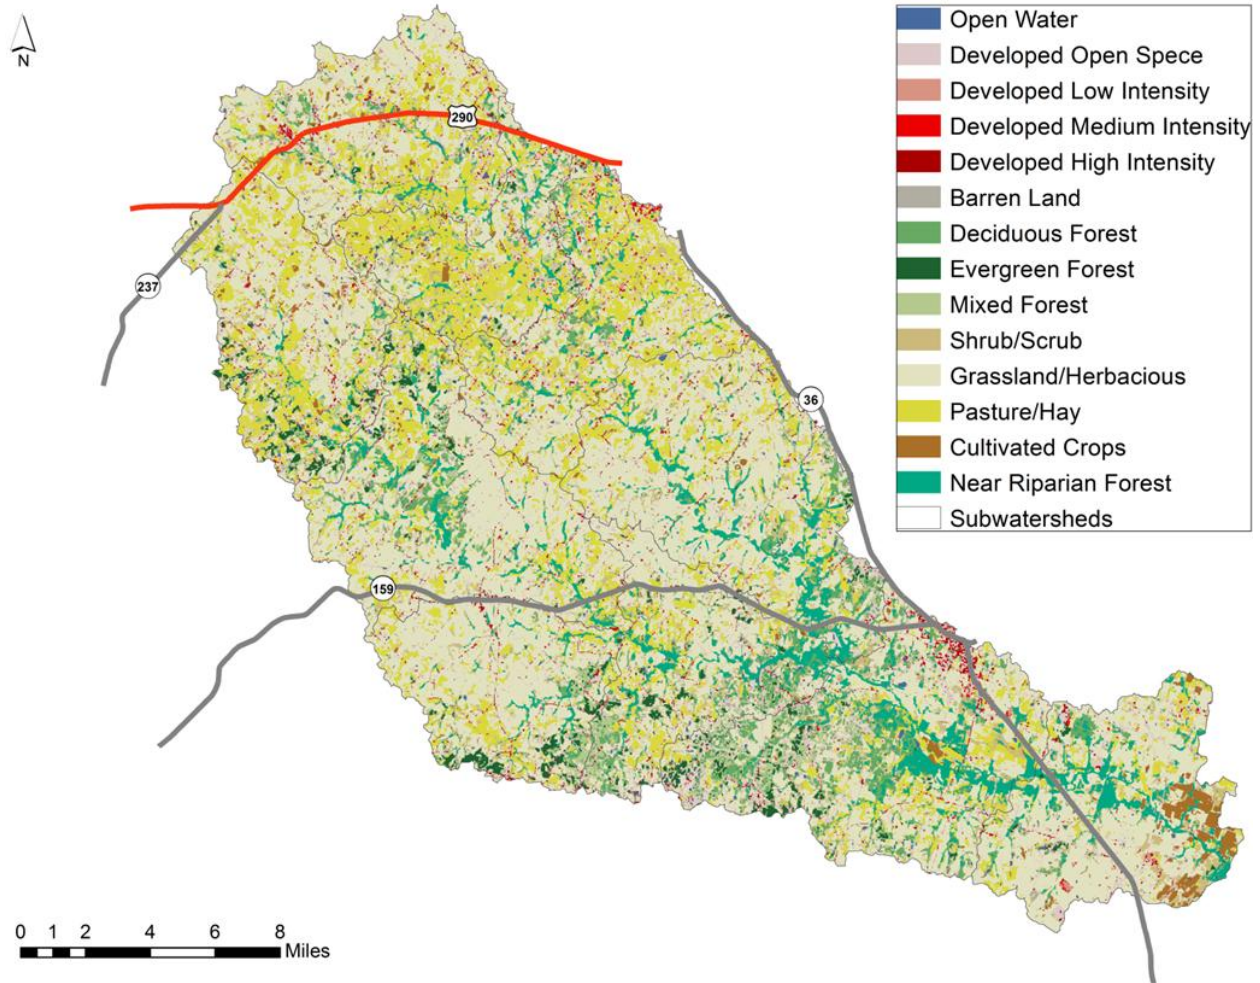 N
290
237
36
159
Open Water
Developed Open Spece
Developed Low Intensity
Developed Medium Intensity
Developed High Intensity
Barren Land
Deciduous Forest
Evergreen Forest
Mixed Forest
Shrub/Scrub
Grassland/Herbacious
Pasture/Hay
Cultivated Crops
Near Riparian Forest
Subwatersheds
0 1 2 4 6 8
Miles